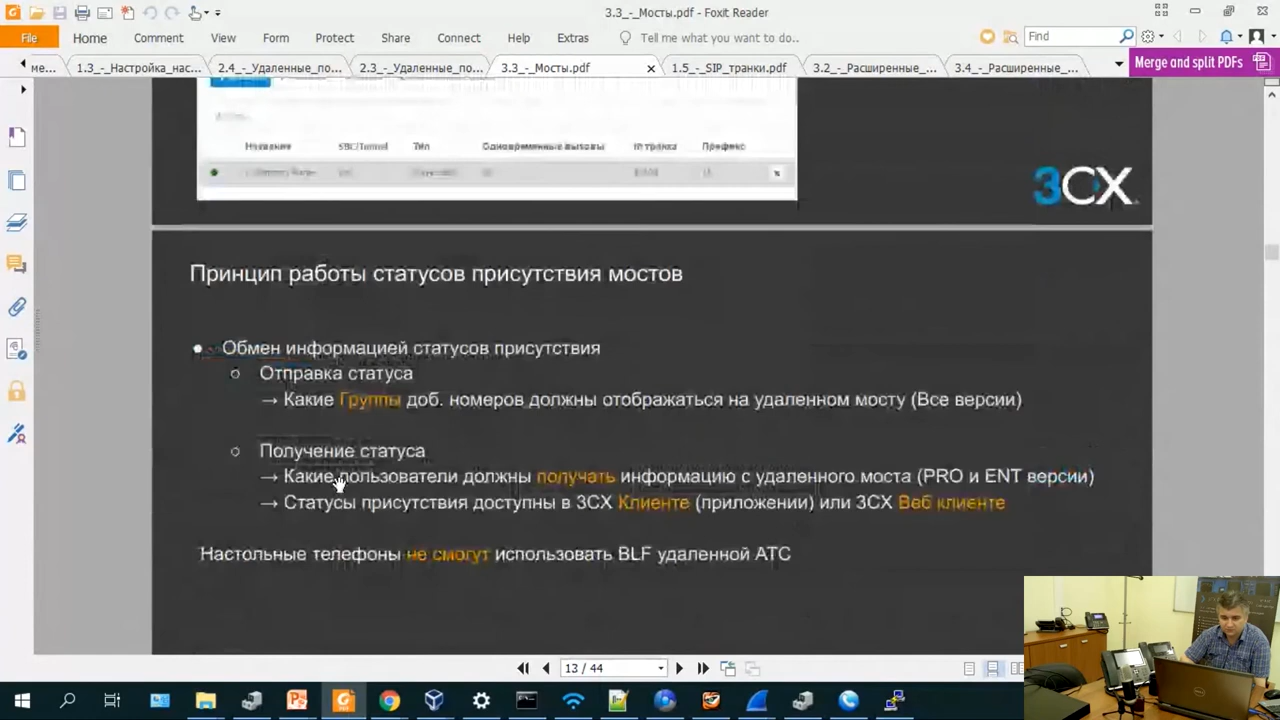 3.3_-_Мосты.pdf - Foxit Reader
File Home Comment View Form Protect Share Connect Help Extras Tell me what you want to do.. Find
ме... 1.3_-_Настройка_нас... 2.4_-_Удаленные_по... 2.3_-_Удаленные_по... 3.3_-_Мосты.pdf 1.5_-_SIP_транки.pdf 3.2_-_Расширенные_... 3.4_-_Расширенные_... Merge and split PDFs
Название SBC/Tunnel Тип Одновременные вызовы Префикс
3CX
Принцип работы статусов присутствия мостов
Обмен информацией статусов присутствия
Отправка статуса
→ Какие Группы доб. номеров должны отображаться на удаленном мосту (Все версии)
Получение статуса
→ Какие пользователи должны получать информацию с удаленного моста (PRO и ENT версии)
→ Статусы присутствия доступны в 3CX Клиенте (приложении) или 3CX Веб клиенте
Настольные телефоны не смогут использовать BLF удаленной АТС
13 / 44